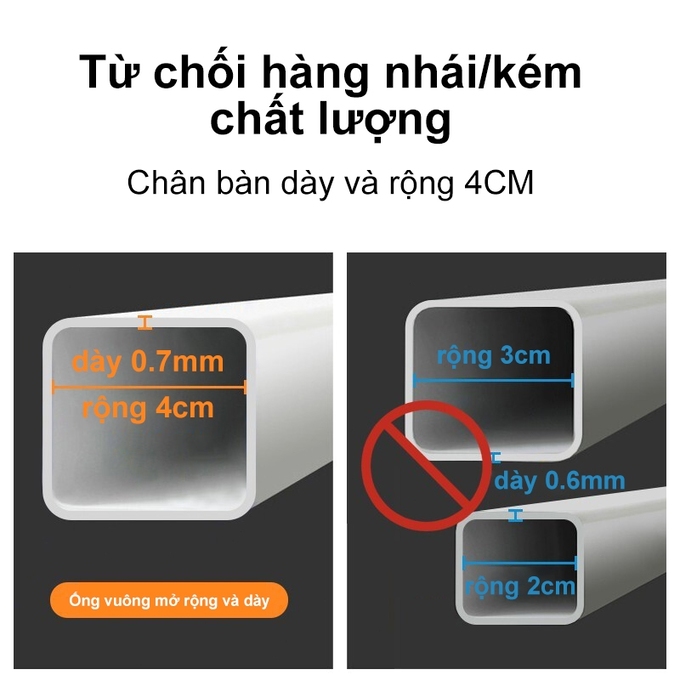 Từ chối hàng nhái/kém
chất lượng
Chân bàn dày và rộng 4CM
dày 0.7mm
rộng 4cm
Ống vuông mở rộng và dày
rộng 3cm
dày 0.6mm
rộng 2cm